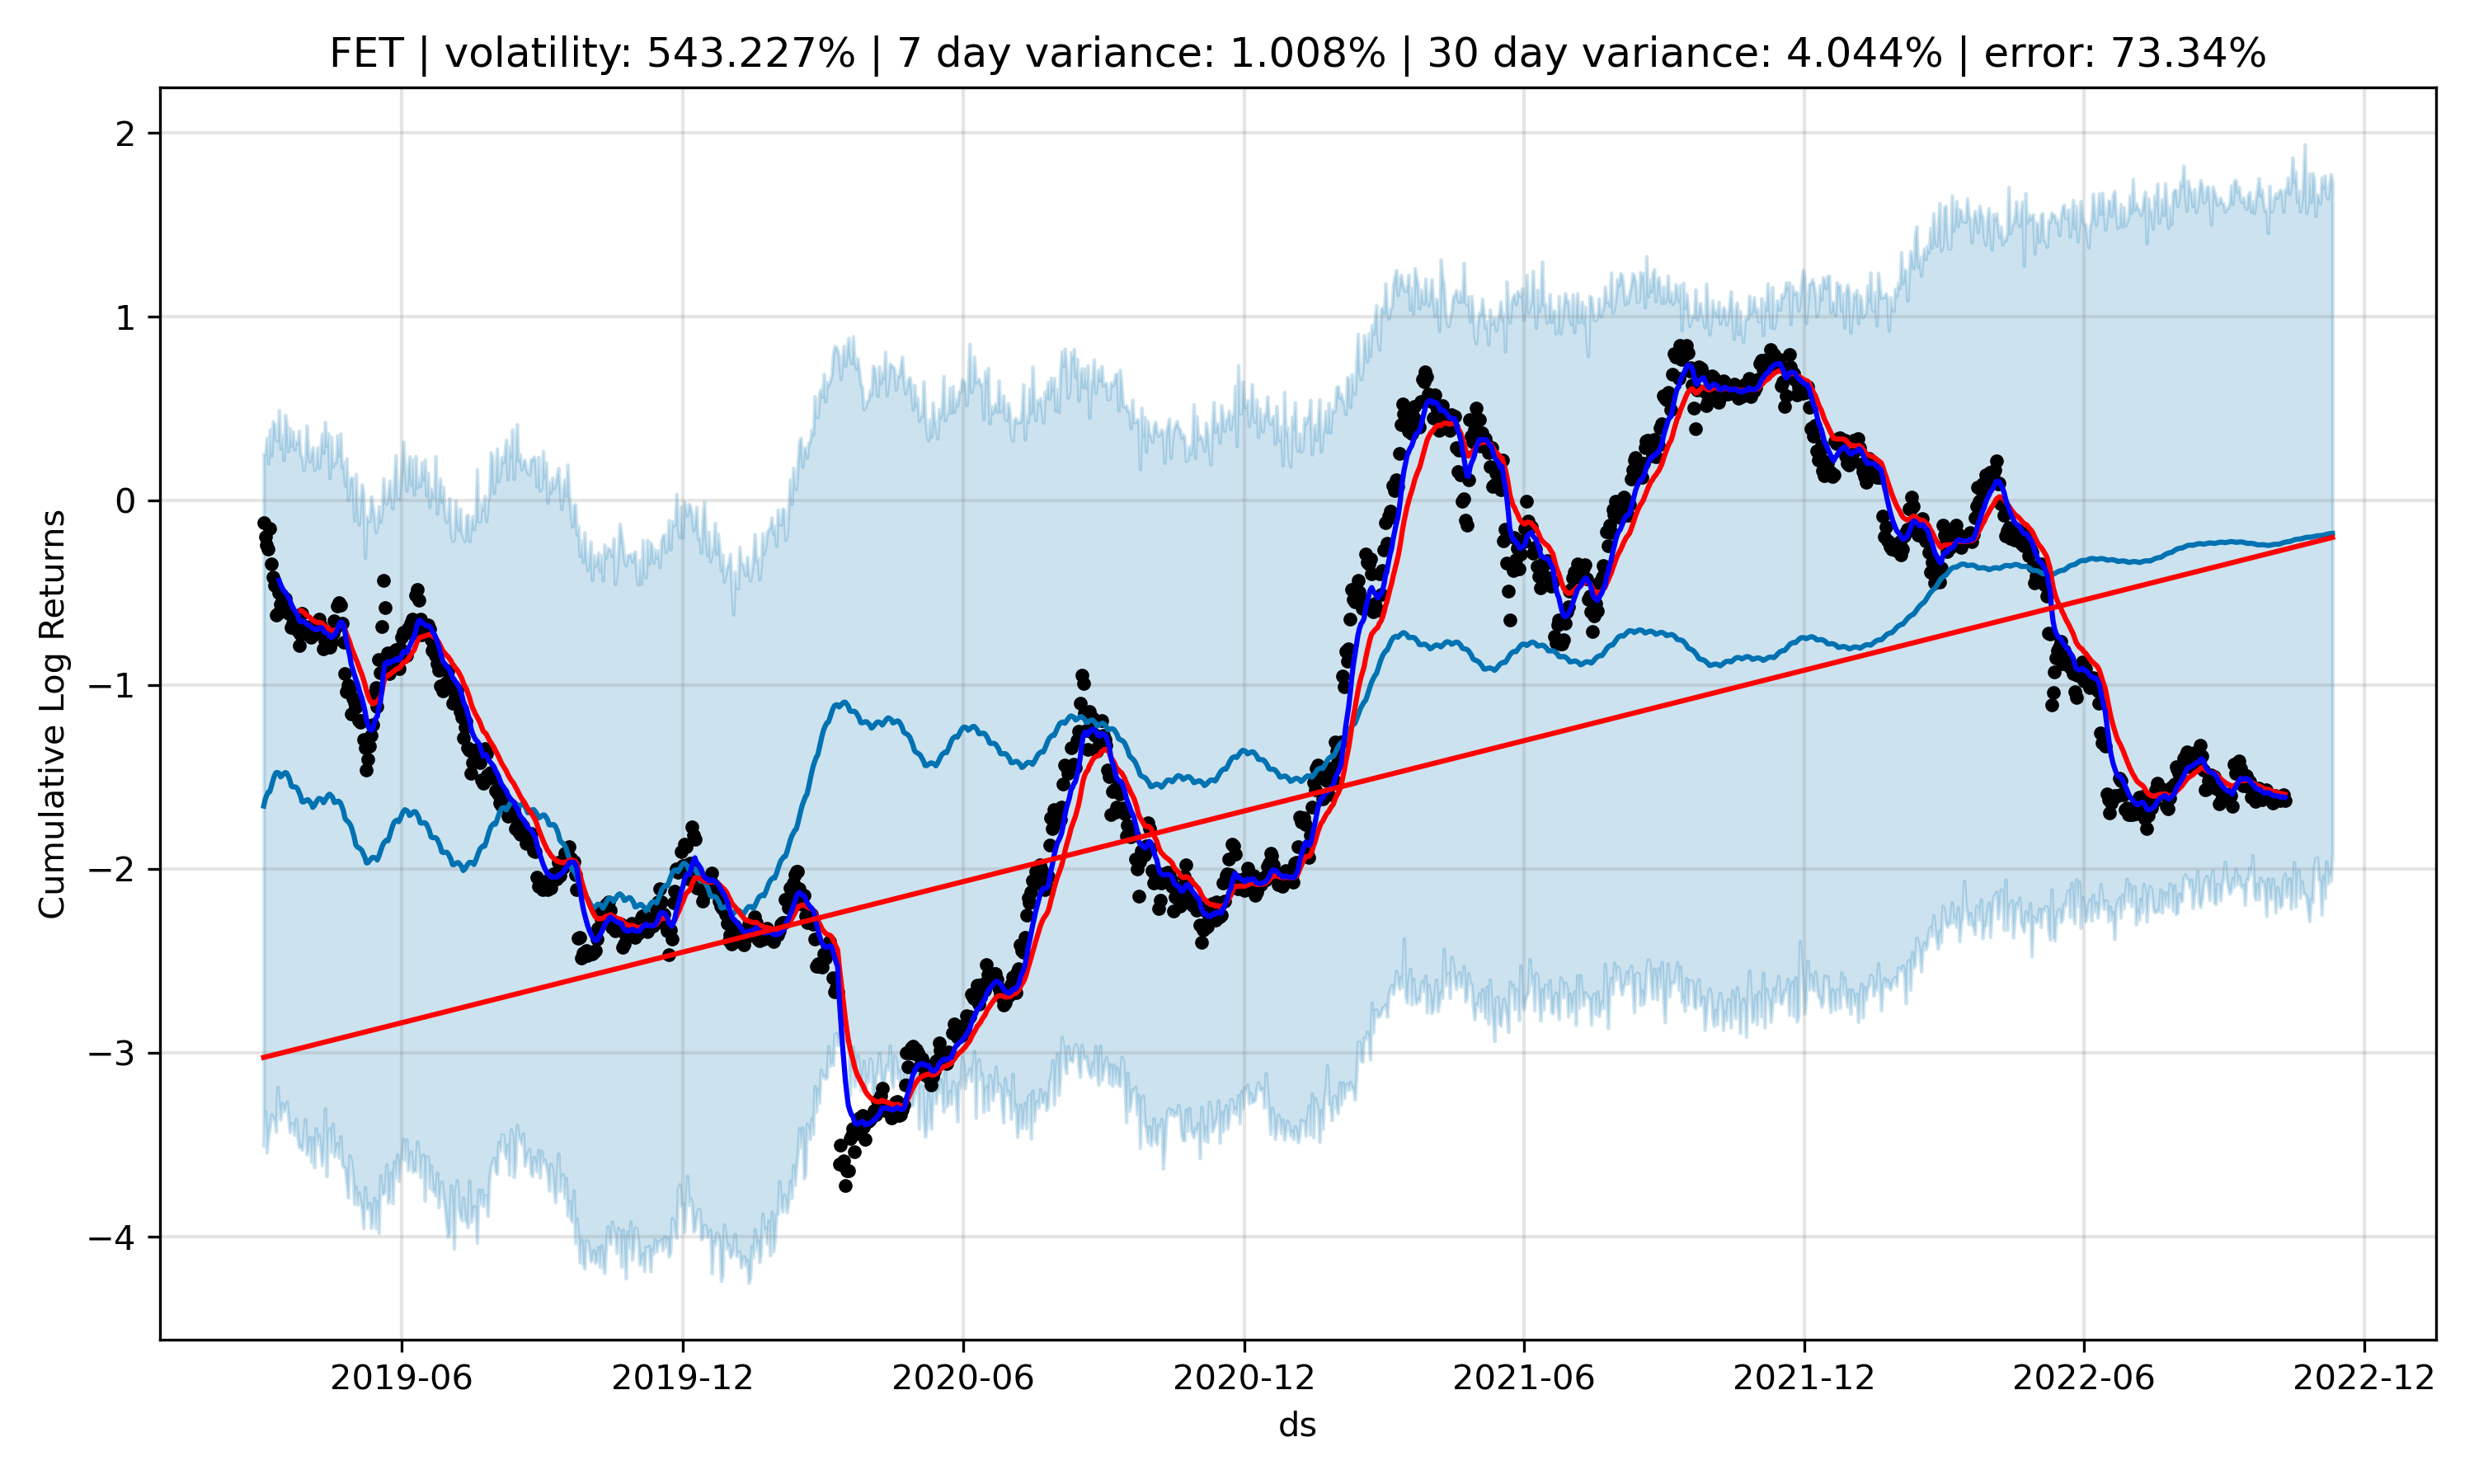 FET | volatility: 543.227% | 7 day variance: 1.008% | 30 day variance: 4.044% | error: 73.34%
2
1
0
−1
−2
−3
−4
Cumulative Log Returns
2019-06 2019-12 2020-06 2020-12 2021-06 2021-12 2022-06 2022-12
ds